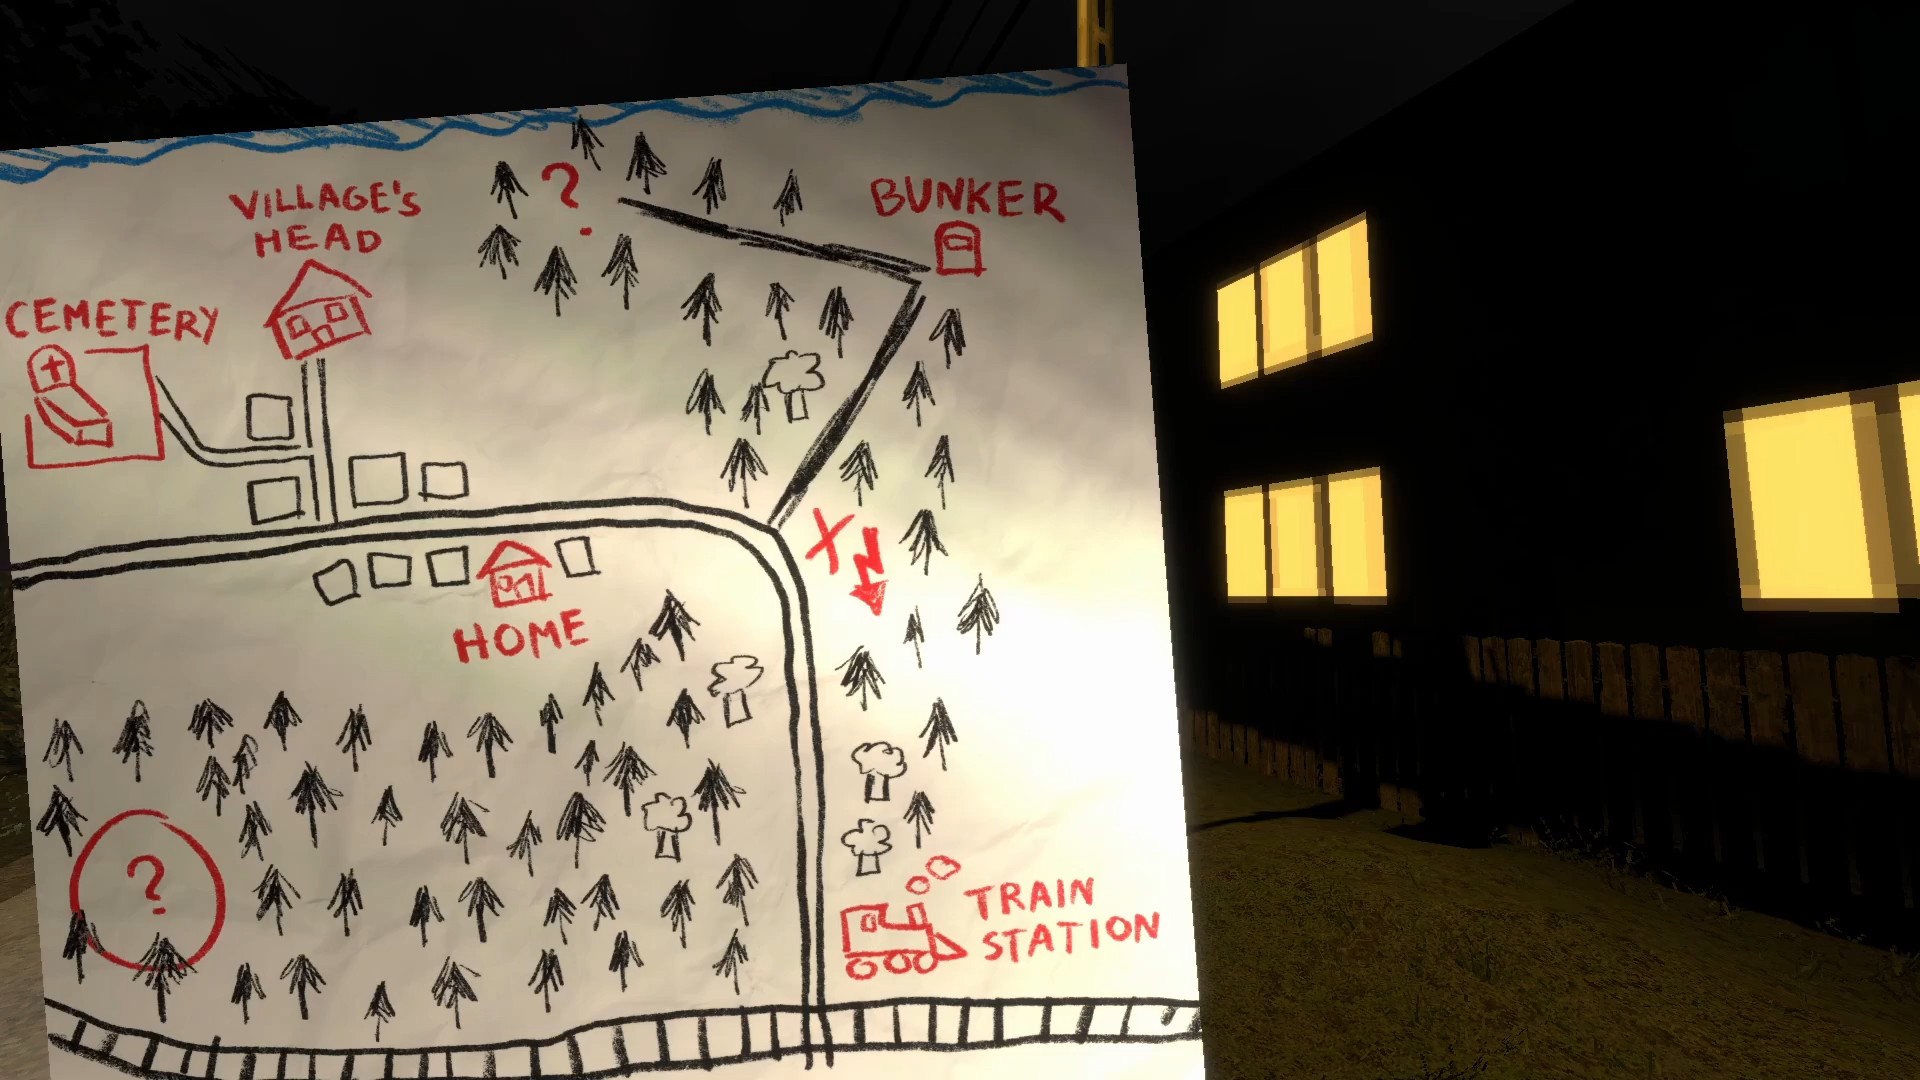 VILLAGE'S
HEAD
?
BUNKER
CEMETERY
X
HOME
?
TRAIN
STATION